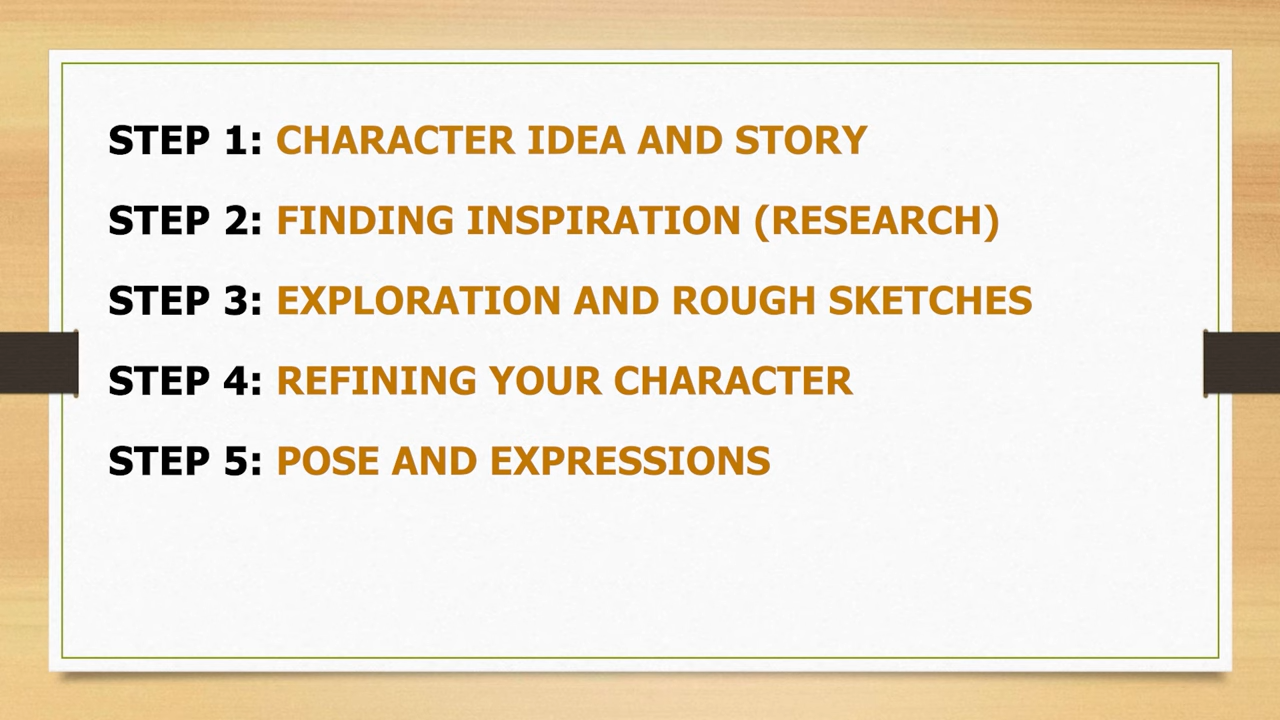 STEP 1: CHARACTER IDEA AND STORY
STEP 2: FINDING INSPIRATION (RESEARCH)
STEP 3: EXPLORATION AND ROUGH SKETCHES
STEP 4: REFINING YOUR CHARACTER
STEP 5: POSE AND EXPRESSIONS